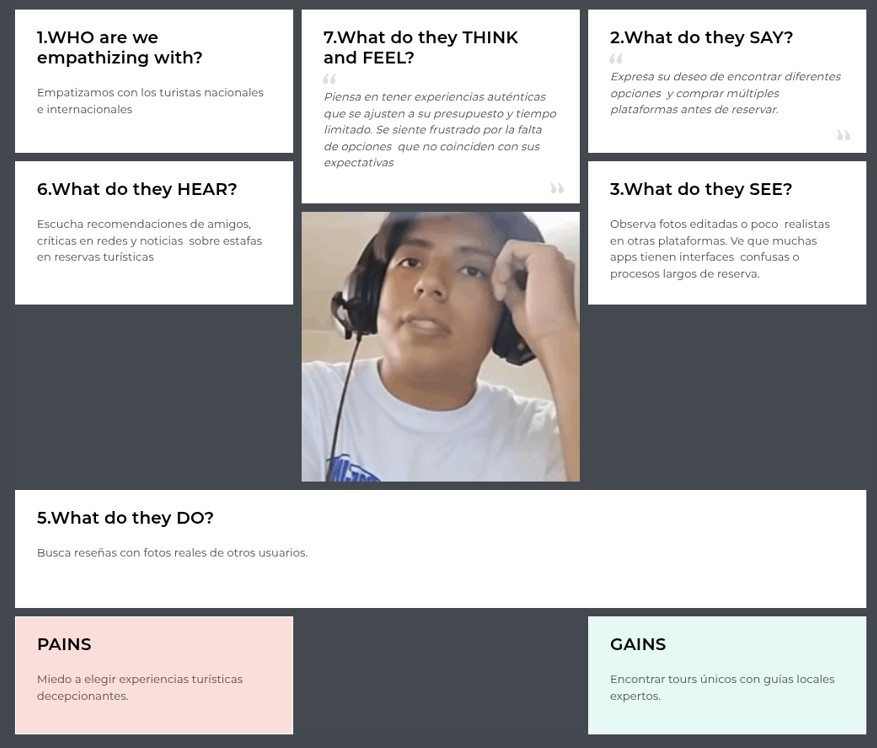 1.WHO are we
empathizing with?
Empatizamos con los turistas nacionales
e internacionales
7.What do they THINK
and FEEL?
“
Piensa en tener experiencias auténticas
que se ajusten a su presupuesto y tiempo
limitado. Se siente frustrado por la falta
de opciones que no coinciden con sus
expectativas
”
2.What do they SAY?
“
Expresa su deseo de encontrar diferentes
opciones y comprar múltiples
plataformas antes de reservar.
”
6.What do they HEAR?
Escucha recomendaciones de amigos,
críticas en redes y noticias sobre estafas
en reservas turísticas
3.What do they SEE?
Observa fotos editadas o poco realistas
en otras plataformas. Ve que muchas
apps tienen interfaces confusas o
procesos largos de reserva.
5.What do they DO?
Busca reseñas con fotos reales de otros usuarios.
PAINS
Miedo a elegir experiencias turísticas
decepcionantes.
GAINS
Encontrar tours únicos con guías locales
expertos.